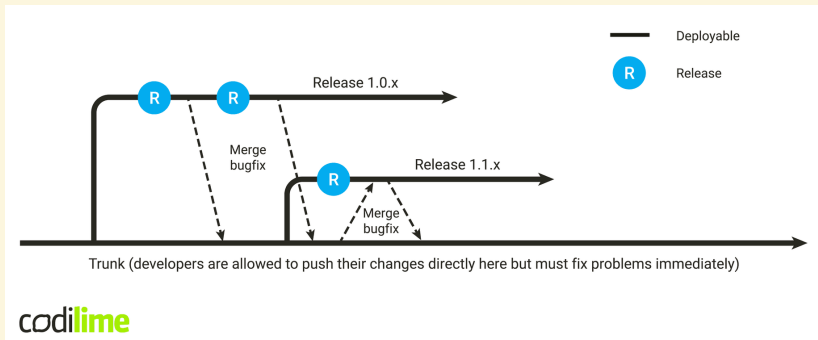 Deployable
R
Release
Release 1.0.x
R
R
Merge
bugfix
Release 1.1.x
R
Merge
bugfix
Trunk (developers are allowed to push their changes directly here but must fix problems immediately)
codilime